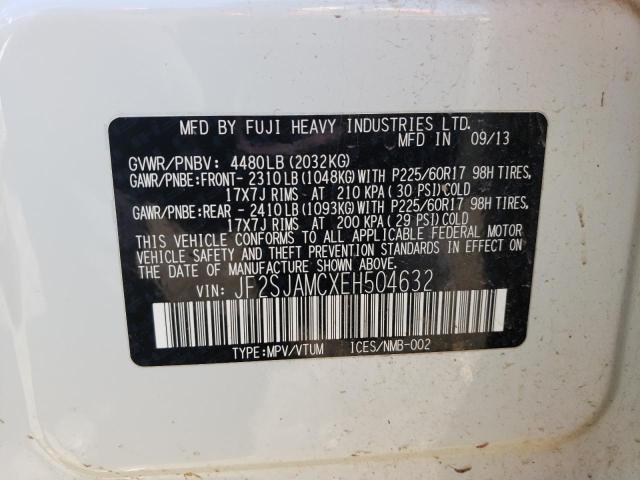 MFD BY FUJI HEAVY INDUSTRIES LTD.
MFD IN 09/13
GVWR/PNBV: 4480LB(2032KG)
GAWR/PNBE:FRONT- 2310LB(1048KG)WITH P225/60R17 98H TIRES,
17X7J RIMS AT 210 KPA(30 PSI)COLD
GAWR/PNBE:REAR - 2410LB(1093KG)WITH P225/60R17 98H TIRES,
17X7J RIMS AT 200 KPA(29 PSI)COLD
THIS VEHICLE CONFORMS TO ALL APPLICABLE FEDERAL MOTOR
VEHICLE SAFETY AND THEFT PREVENTION STANDARDS IN EFFECT ON
THE DATE OF MANUFACTURE SHOWN ABOVE.
VIN: JF2SJAMCXEH504632
TYPE:MPV/VTUM ICES/NMB-002